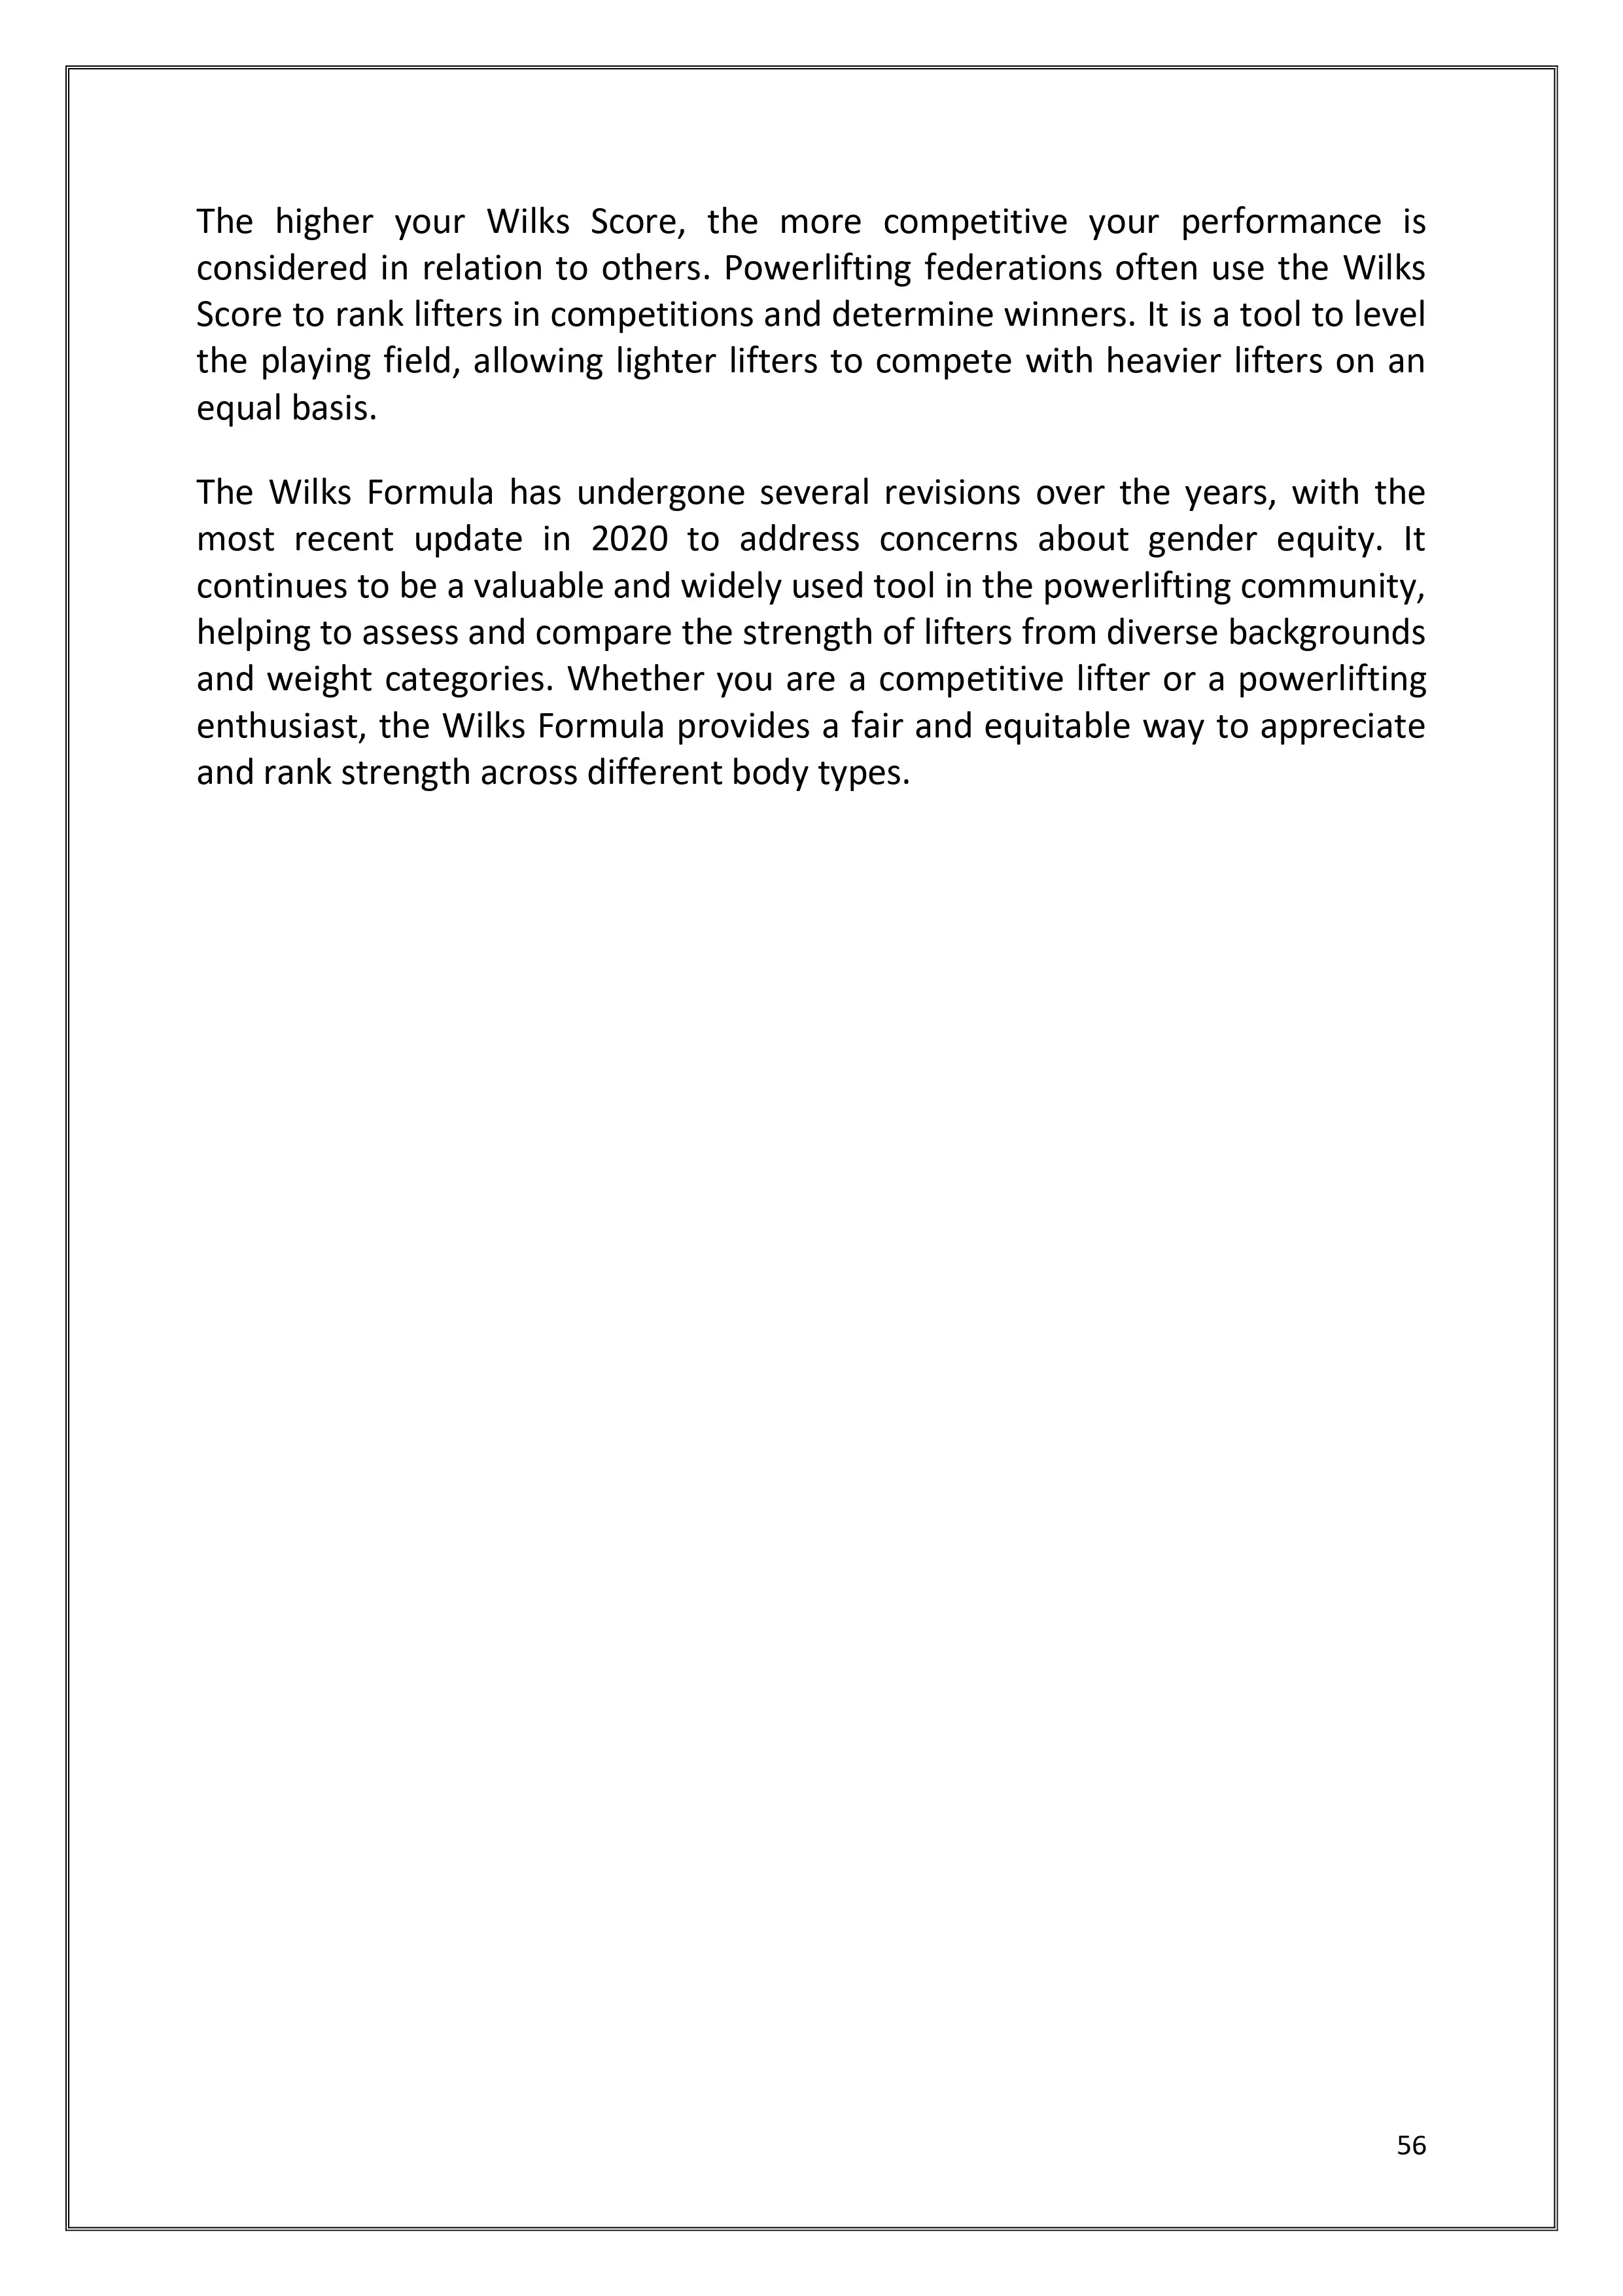 The higher your Wilks Score, the more competitive your performance is
considered in relation to others. Powerlifting federations often use the Wilks
Score to rank lifters in competitions and determine winners. It is a tool to level
the playing field, allowing lighter lifters to compete with heavier lifters on an
equal basis.
The Wilks Formula has undergone several revisions over the years, with the
most recent update in 2020 to address concerns about gender equity. It
continues to be a valuable and widely used tool in the powerlifting community,
helping to assess and compare the strength of lifters from diverse backgrounds
and weight categories. Whether you are a competitive lifter or a powerlifting
enthusiast, the Wilks Formula provides a fair and equitable way to appreciate
and rank strength across different body types.
56